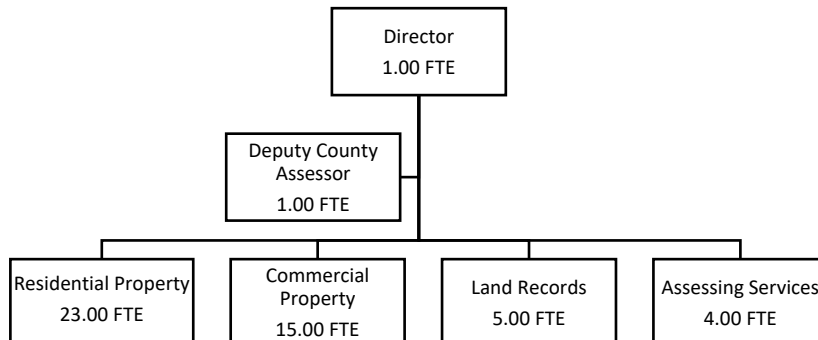 Director
1.00 FTE
Deputy County
Assessor
1.00 FTE
Residential Property
23.00 FTE
Commercial
Property
15.00 FTE
Land Records
5.00 FTE
Assessing Services
4.00 FTE